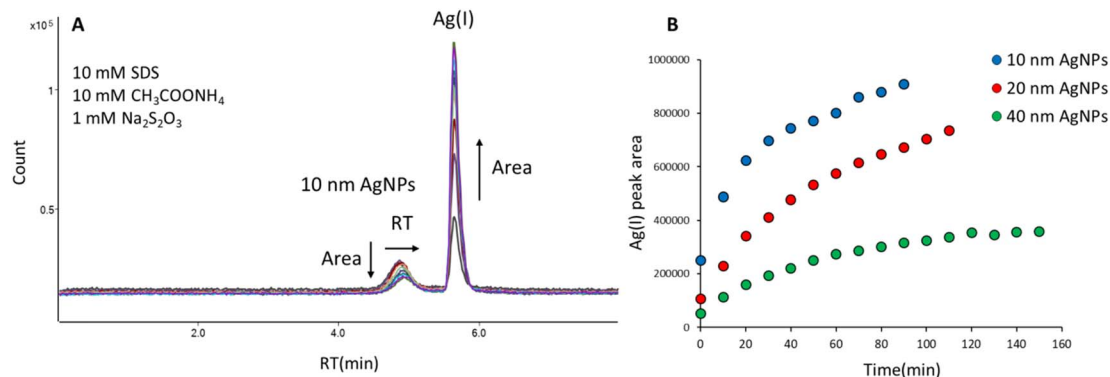 A
x10⁵
Ag(I)
10 mM SDS
10 mM CH₃COONH₄
1 mM Na₂S₂O₃
1
Count
Area
10 nm AgNPs
RT
0.5
Area
2.0 4.0 6.0
RT(min)
B
10 nm AgNPs
20 nm AgNPs
40 nm AgNPs
1000000
800000
600000
400000
200000
0
Ag(I) peak area
0 20 40 60 80 100 120 140 160
Time(min)